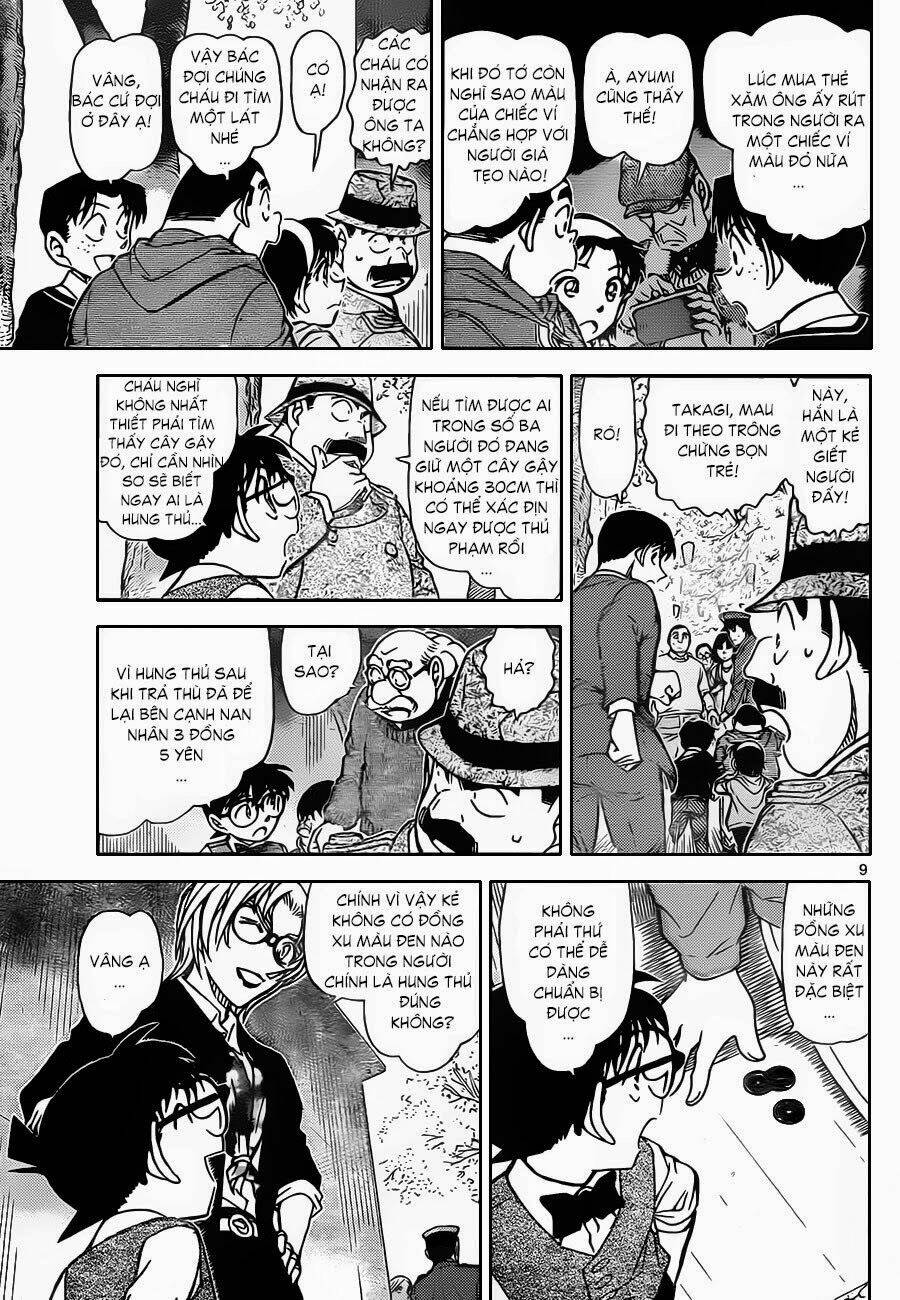 LÚC MUA THẺ
XĂM ÔNG ẤY RÚT
TRONG NGƯỜI RA
MỘT CHIẾC VÍ
MÀU ĐỎ NỮA
...
À, AYUMI
CŨNG THẤY
THẾ!
KHI ĐÓ TỚ CÒN
NGHĨ SAO MÀU
CỦA CHIẾC VÍ
CHẲNG HỢP VỚI
NGƯỜI GIÀ
TẸO NÀO!
CÁC
CHÁU CÓ
NHẬN RA
ĐƯỢC
ÔNG TA
KHÔNG?
CÓ
Ạ!
VẬY BÁC
ĐỢI CHÚNG
CHÁU ĐI TÌM
MỘT LÁT
NHÉ
...
VÂNG,
BÁC CỨ ĐỢI
Ở ĐÂY Ạ!
NÀY,
HẮN LÀ
MỘT KẺ
GIẾT
NGƯỜI
ĐẤY!
TAKAGI, MAU
ĐI THEO TRÔNG
CHỪNG BỌN
TRẺ!
RÕ!
NẾU TÌM ĐƯỢC AI
TRONG SỐ BA
NGƯỜI ĐÓ ĐANG
GIỮ MỘT CÂY GẬY
KHOẢNG 30CM THÌ
CÓ THỂ XÁC ĐỊN
NGAY ĐƯỢC THỦ
PHẠM RỒI
...
CHÁU NGHĨ
KHÔNG NHẤT
THIẾT PHẢI TÌM
THẤY CÂY GẬY
ĐÓ, CHỈ CẦN NHÌN
SƠ SẼ BIẾT
NGAY AI LÀ
HUNG THỦ...
HẢ?
TẠI
SAO?
VÌ HUNG THỦ SAU
KHI TRẢ THÙ ĐÃ ĐỂ
LẠI BÊN CẠNH NẠN
NHÂN 3 ĐỒNG
5 YÊN
...
9
NHỮNG
ĐỒNG XU
MÀU ĐEN
NÀY RẤT
ĐẶC BIỆT
KHÔNG
PHẢI THỨ
CÓ THỂ DỄ
DÀNG
CHUẨN BỊ
ĐƯỢC
...
CHÍNH VÌ VẬY KẺ
KHÔNG CÓ ĐỒNG
XU MÀU ĐEN NÀO
TRONG NGƯỜI
CHÍNH LÀ HUNG THỦ
ĐÚNG
KHÔNG?
VÂNG Ạ
...